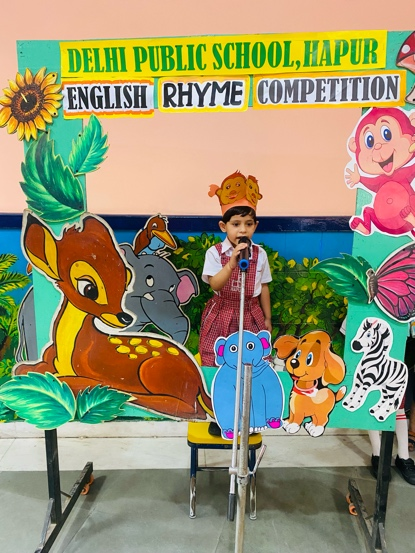 DELHI PUBLIC SCHOOL, HAPUR
ENGLISH RHYME COMPETITION